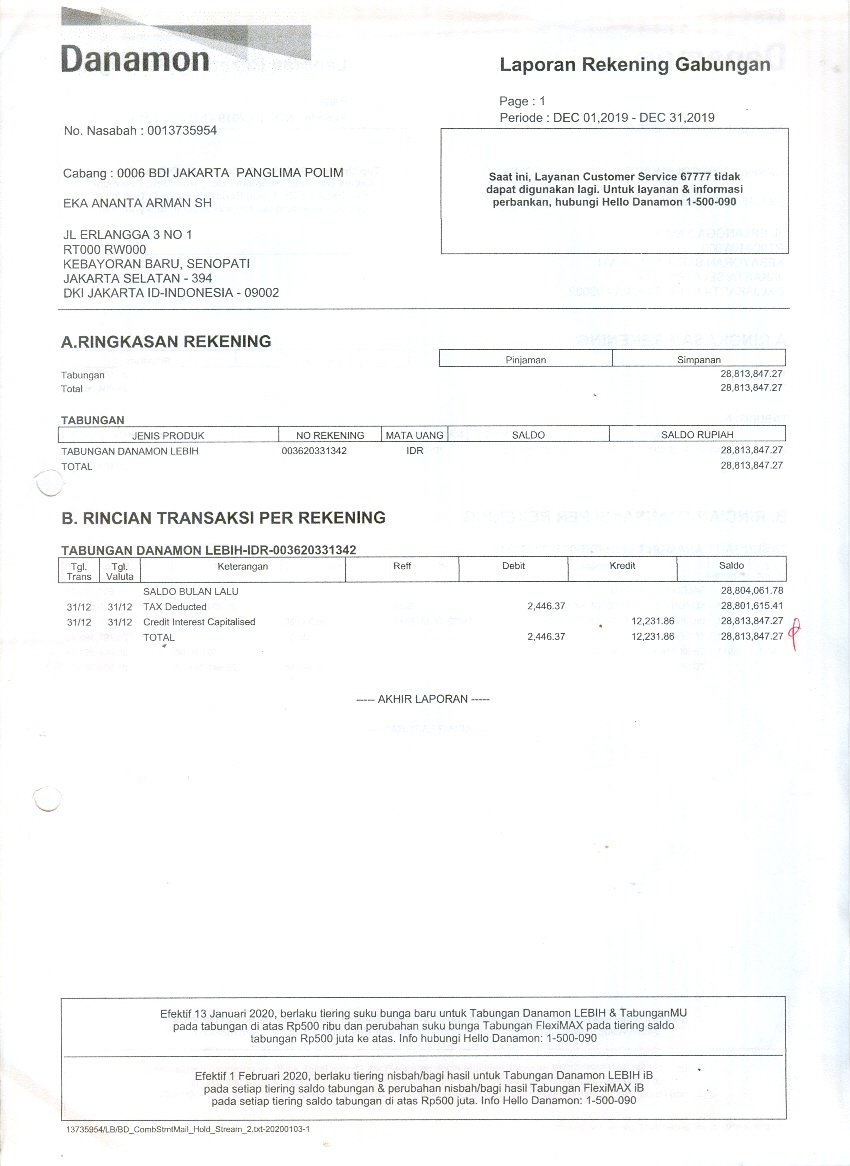 Danamon
Laporan Rekening Gabungan
Page : 1
Periode : DEC 01,2019 - DEC 31,2019
No. Nasabah : 0013735954
Cabang : 0006 BDI JAKARTA PANGLIMA POLIM
EKA ANANTA ARMAN SH
JL ERLANGGA 3 NO 1
RT000 RW000
KEBAYORAN BARU, SENOPATI
JAKARTA SELATAN - 394
DKI JAKARTA ID-INDONESIA - 09002
Saat ini, Layanan Customer Service 67777 tidak
dapat digunakan lagi. Untuk layanan & informasi
perbankan, hubungi Hello Danamon 1-500-090
A.RINGKASAN REKENING
Pinjaman Simpanan
Tabungan 28,813,847.27
Total 28,813,847.27
TABUNGAN
JENIS PRODUK NO REKENING MATA UANG SALDO SALDO RUPIAH
TABUNGAN DANAMON LEBIH 003620331342 IDR 28,813,847.27
TOTAL 28,813,847.27
B. RINCIAN TRANSAKSI PER REKENING
TABUNGAN DANAMON LEBIH-IDR-003620331342
Tgl. Trans Tgl. Valuta Keterangan Reff Debit Kredit Saldo
SALDO BULAN LALU 28,804,061.78
31/12 31/12 TAX Deducted 2,446.37 28,801,615.41
31/12 31/12 Credit Interest Capitalised 12,231.86 28,813,847.27
TOTAL 2,446.37 12,231.86 28,813,847.27
----- AKHIR LAPORAN -----
Efektif 13 Januari 2020, berlaku tiering suku bunga baru untuk Tabungan Danamon LEBIH & TabunganMU
pada tabungan di atas Rp500 ribu dan perubahan suku bunga Tabungan FlexiMAX pada tiering saldo
tabungan Rp500 juta ke atas. Info hubungi Hello Danamon: 1-500-090
Efektif 1 Februari 2020, berlaku tiering nisbah/bagi hasil untuk Tabungan Danamon LEBIH iB
pada setiap tiering saldo tabungan & perubahan nisbah/bagi hasil Tabungan FlexiMAX iB
pada setiap tiering saldo tabungan di atas Rp500 juta. Info Hello Danamon: 1-500-090
13735954/LB/BD_CombStmtMail_Hold_Stream_2.txt-20200103-1